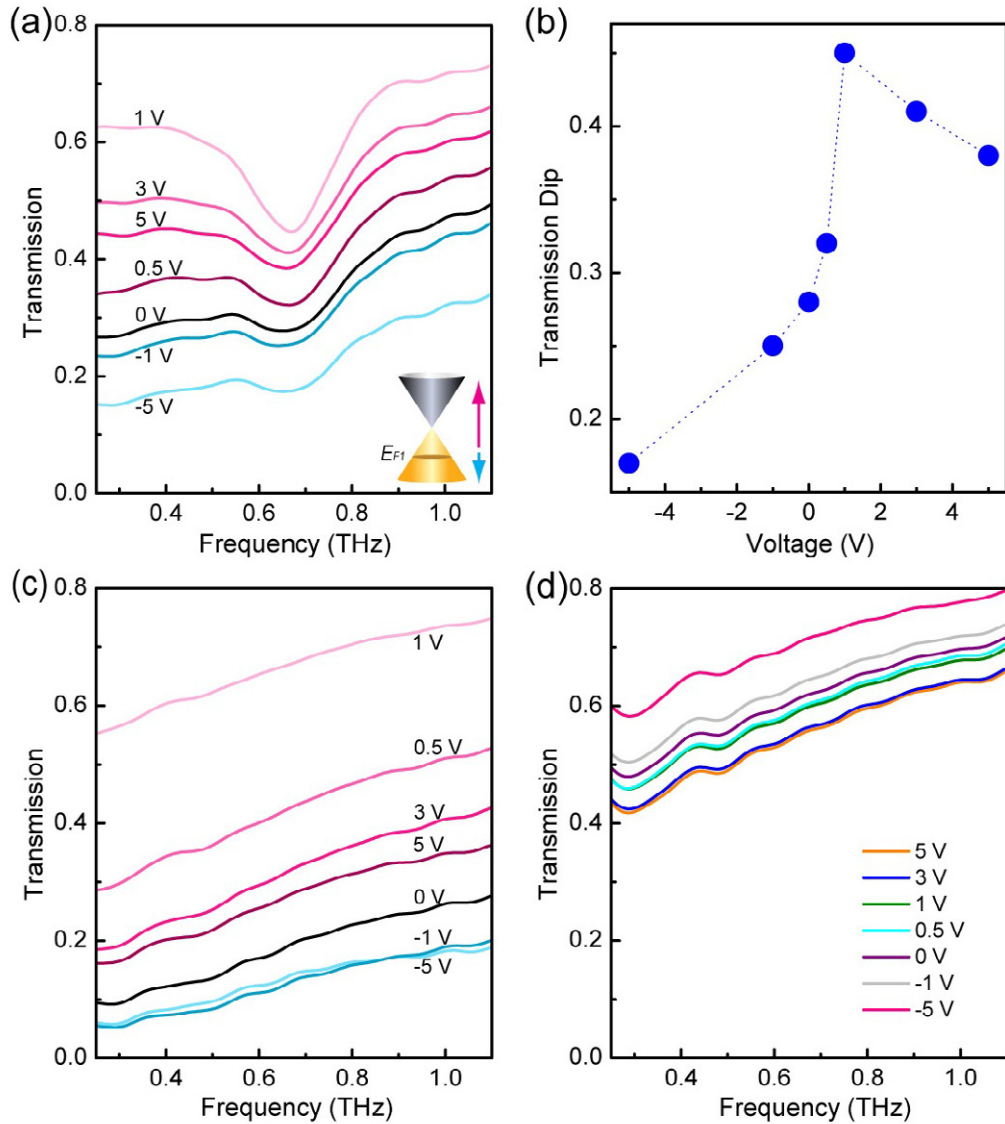 (a)
0.8
0.6
0.4
0.2
0.0
Transmission
1 V
3 V
5 V
0.5 V
0 V
-1 V
-5 V
EF1
0.4 0.6 0.8 1.0
Frequency (THz)
(b)
0.4
0.3
0.2
Transmission Dip
-4 -2 0 2 4
Voltage (V)
(c)
0.8
0.6
0.4
0.2
0.0
Transmission
1 V
0.5 V
3 V
5 V
0 V
-1 V
-5 V
0.4 0.6 0.8 1.0
Frequency (THz)
(d)
0.8
0.6
0.4
0.2
0.0
Transmission
5 V
3 V
1 V
0.5 V
0 V
-1 V
-5 V
0.4 0.6 0.8 1.0
Frequency (THz)